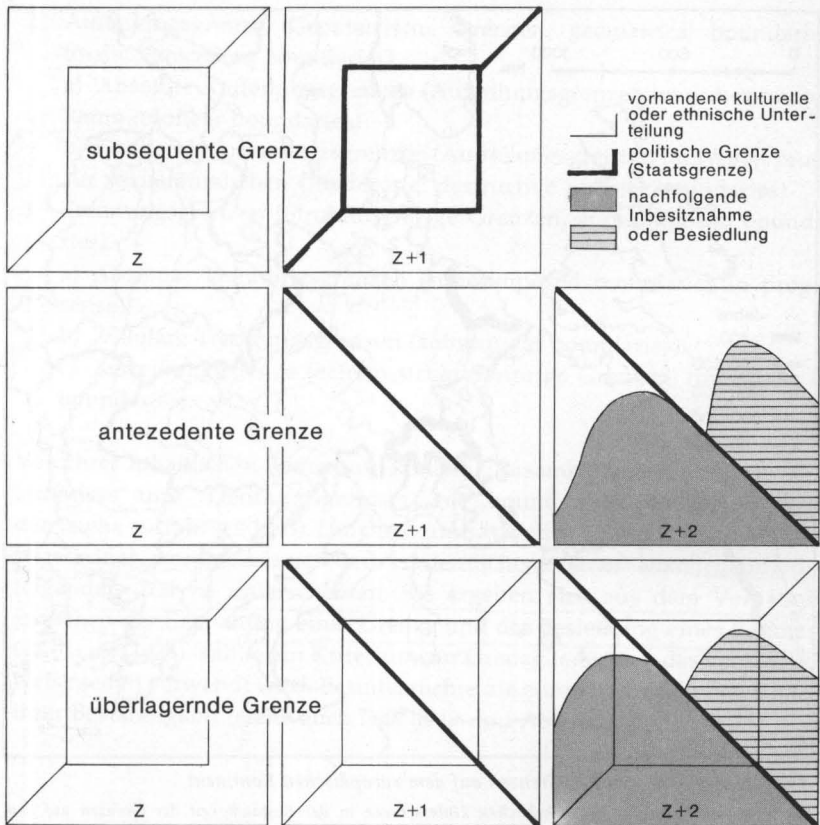 vorhandene kulturelle
oder ethnische Unter-
teilung
politische Grenze
(Staatsgrenze)
nachfolgende
Inbesitznahme
oder Besiedlung
subsequente Grenze
Z
Z+1
antezedente Grenze
Z
Z+1
Z+2
überlagernde Grenze
Z
Z+1
Z+2